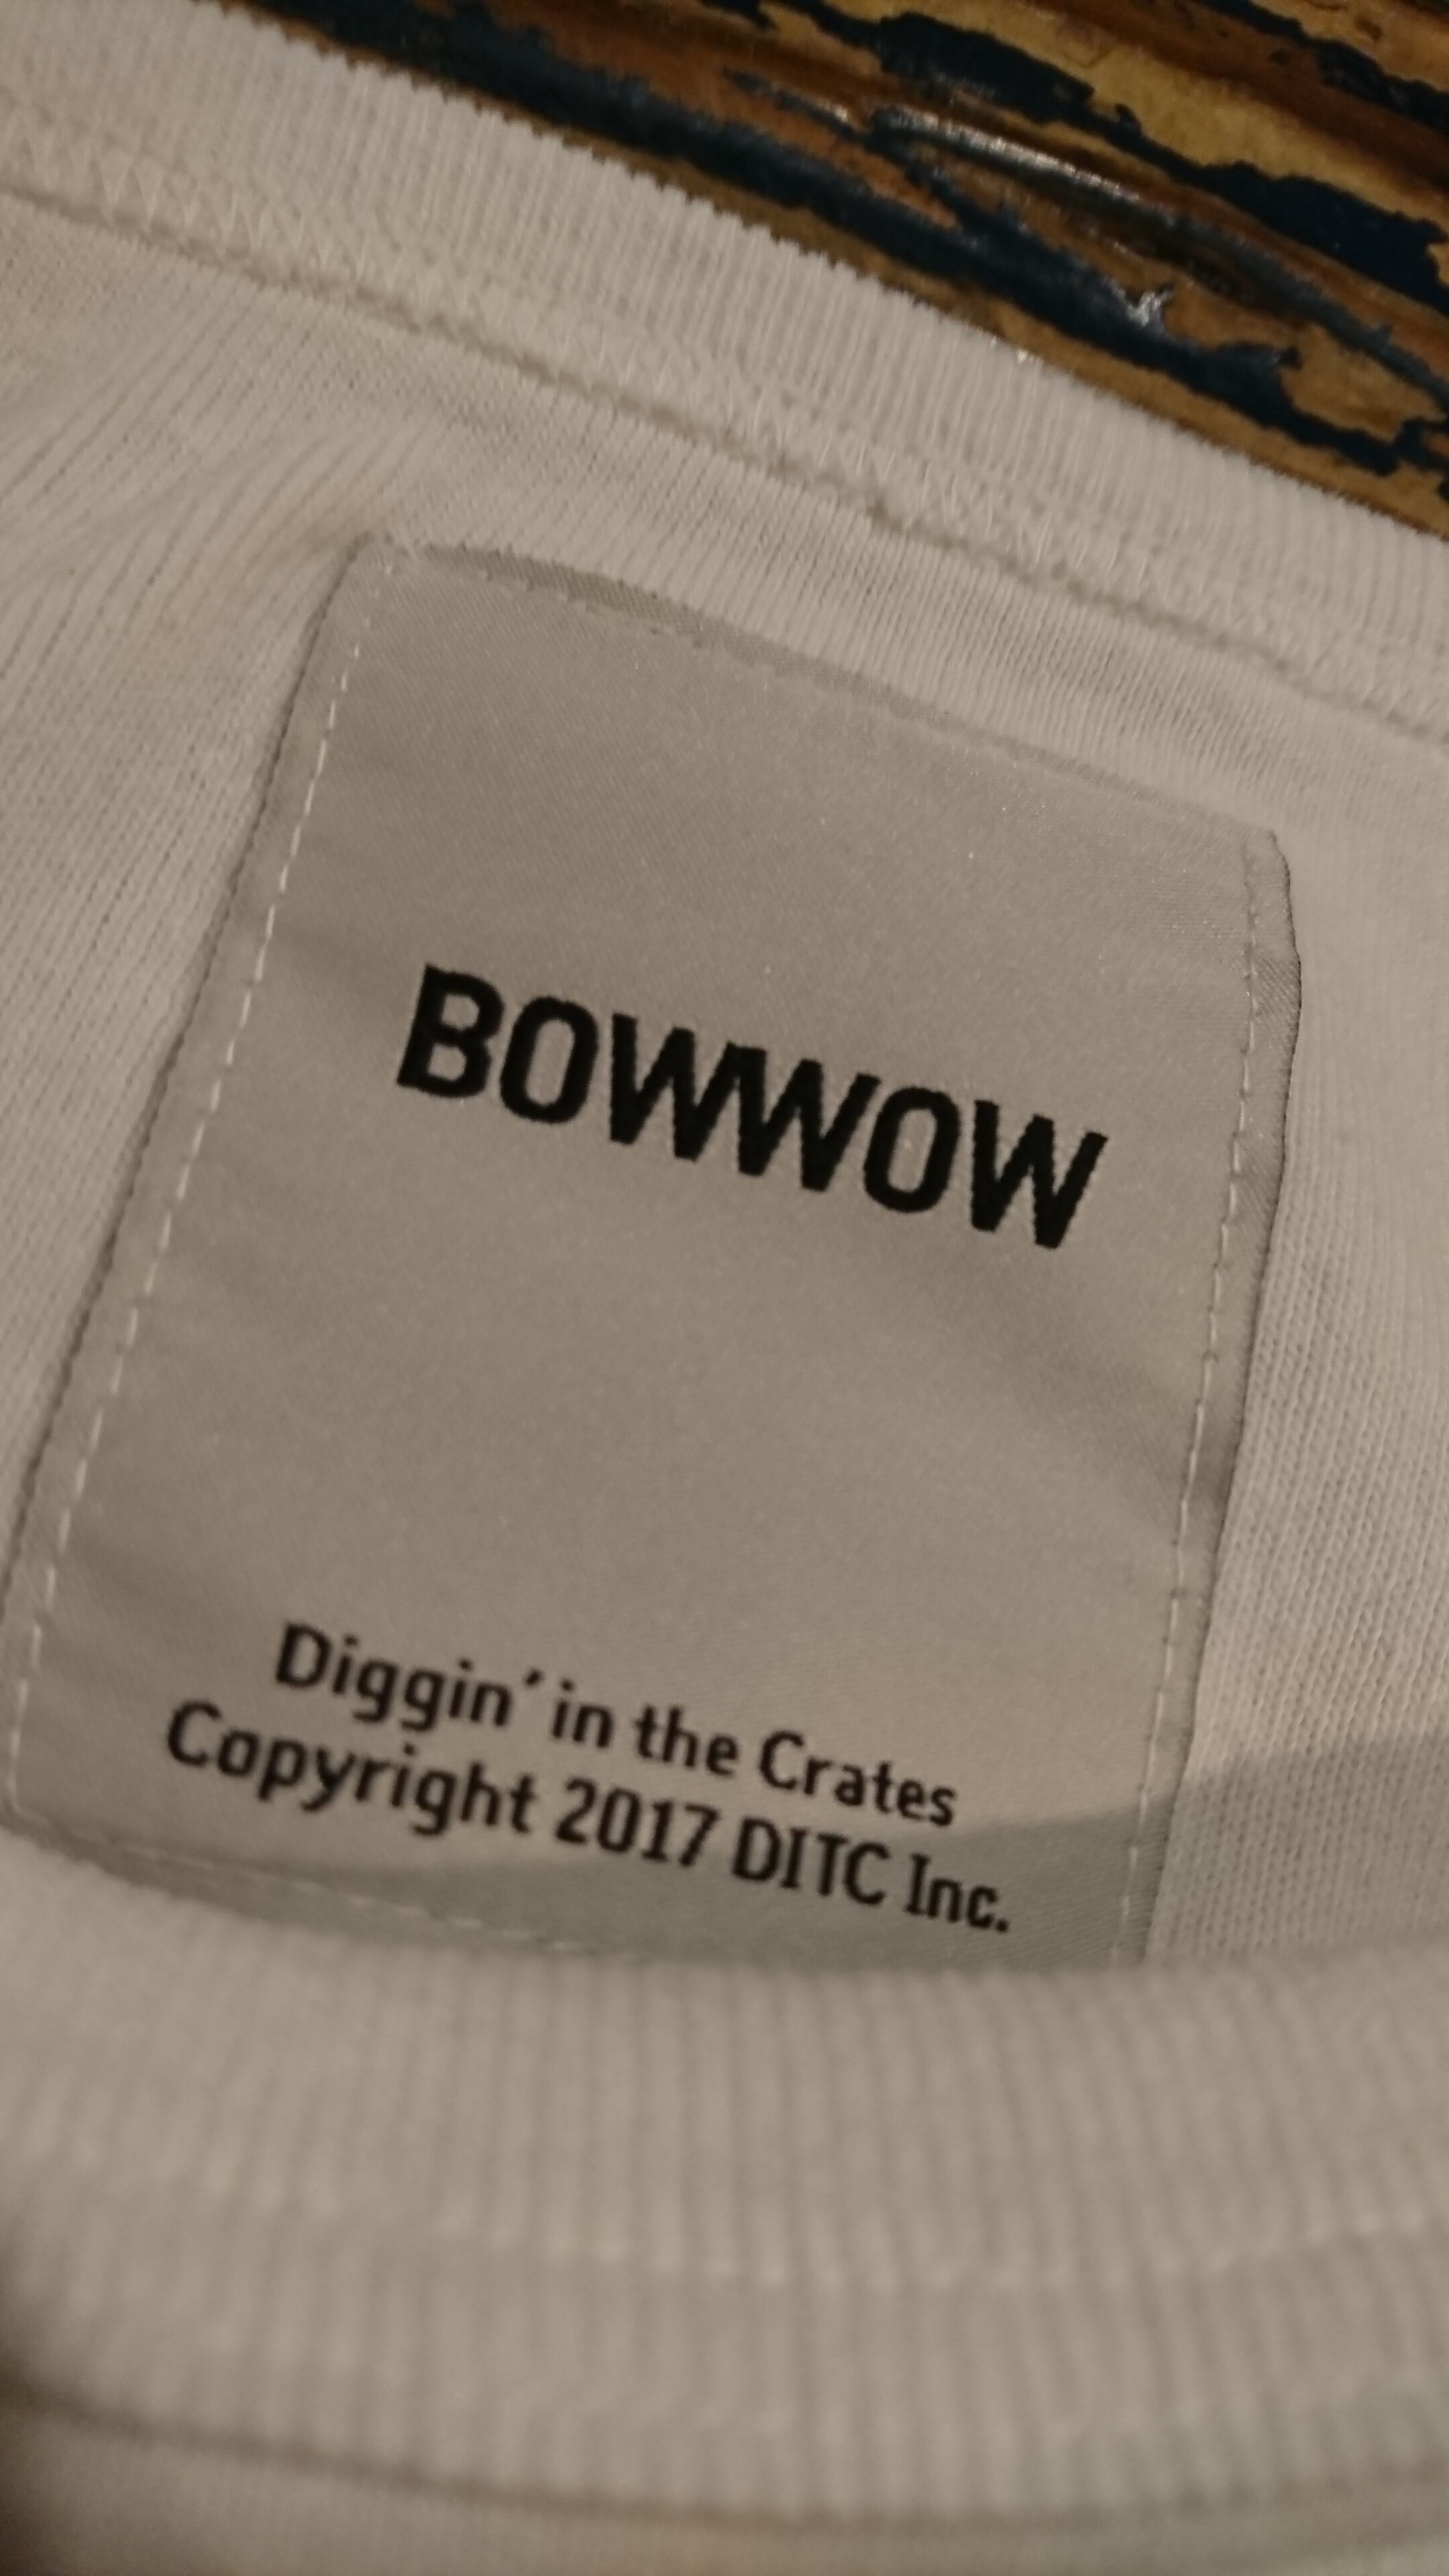 BOWWOW
Diggin' in the Crates
Copyright 2017 DITC Inc.